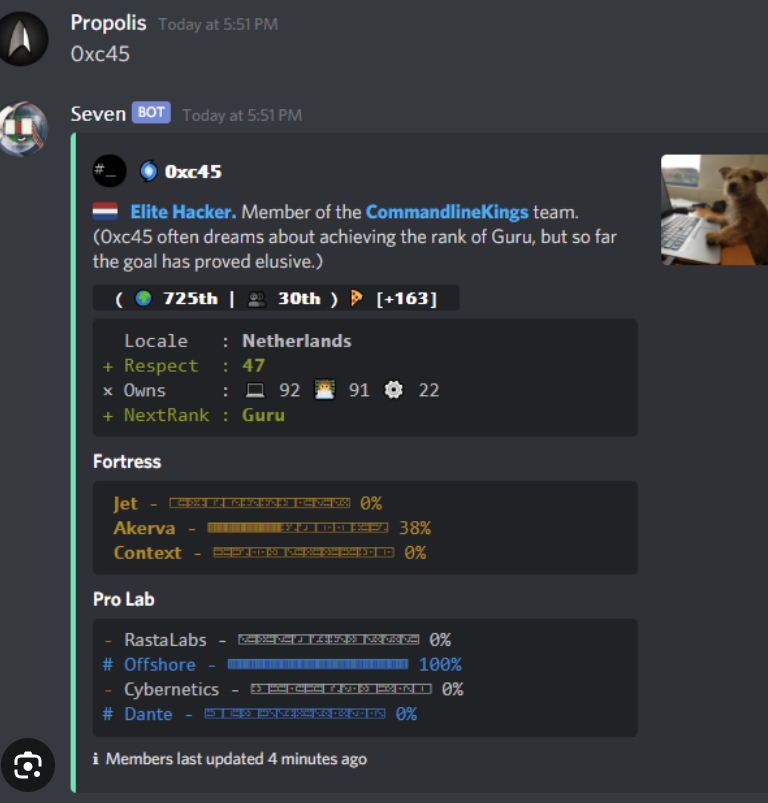 Propolis Today at 5:51 PM
0xc45
Seven BOT Today at 5:51 PM
#_ 0xc45
Elite Hacker. Member of the CommandlineKings team.
(0xc45 often dreams about achieving the rank of Guru, but so far
the goal has proved elusive.)
( 725th | 30th ) [+163]
Locale : Netherlands
+ Respect : 47
x Owns : 92 91 22
+ NextRank : Guru
Fortress
Jet - 0%
Akerva - 38%
Context - 0%
Pro Lab
- RastaLabs - 0%
# Offshore - 100%
- Cybernetics - 0%
# Dante - 0%
i Members last updated 4 minutes ago